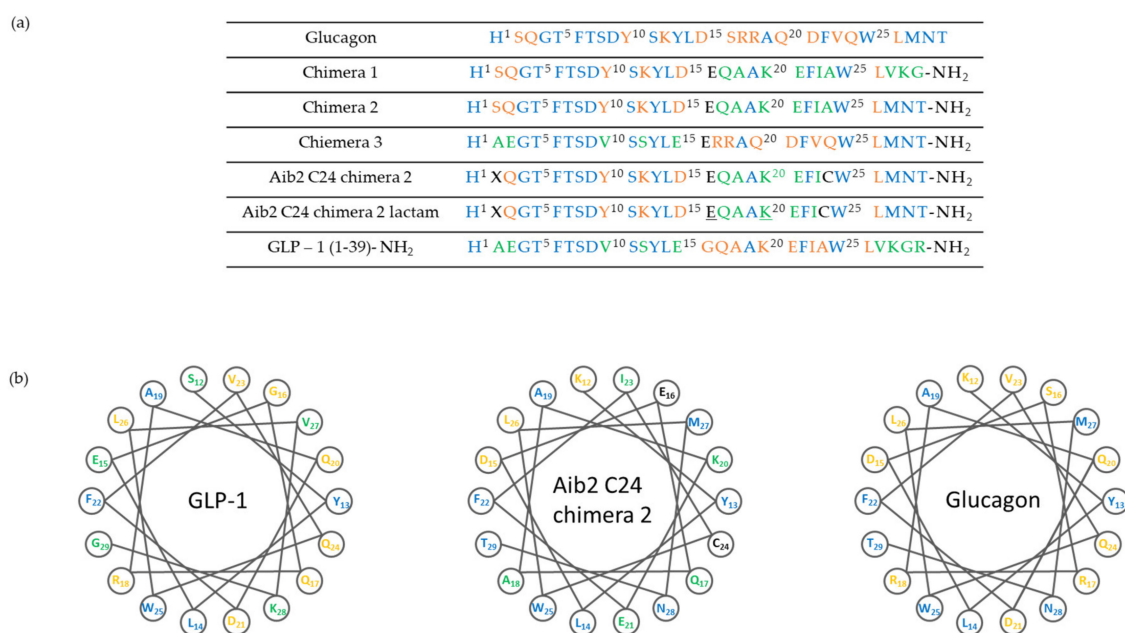 (a)
Glucagon H¹ SQGT⁵ FTSDY¹⁰ SKYLD¹⁵ SRRAQ²⁰ DFVQW²⁵ LMNT
Chimera 1 H¹ SQGT⁵ FTSDY¹⁰ SKYLD¹⁵ EQAAK²⁰ EFIAW²⁵ LVKG-NH₂
Chimera 2 H¹ SQGT⁵ FTSDY¹⁰ SKYLD¹⁵ EQAAK²⁰ EFIAW²⁵ LMNT-NH₂
Chiemera 3 H¹ AEGT⁵ FTSDV¹⁰ SSYLE¹⁵ ERRAQ²⁰ DFVQW²⁵ LMNT-NH₂
Aib2 C24 chimera 2 H¹ XQGT⁵ FTSDY¹⁰ SKYLD¹⁵ EQAAK²⁰ EFICW²⁵ LMNT-NH₂
Aib2 C24 chimera 2 lactam H¹ XQGT⁵ FTSDY¹⁰ SKYLD¹⁵ EQAAK²⁰ EFICW²⁵ LMNT-NH₂
GLP – 1 (1-39)- NH₂ H¹ AEGT⁵ FTSDV¹⁰ SSYLE¹⁵ GQAAK²⁰ EFIAW²⁵ LVKGR-NH₂
(b)
GLP-1
S₁₂
V₂₃
G₁₆
V₂₇
Q₂₀
Y₁₃
Q₂₄
Q₁₇
K₂₈
D₂₁
L₁₄
W₂₅
R₁₈
G₂₉
F₂₂
E₁₅
L₂₆
A₁₉
Aib2 C24
chimera 2
K₁₂
I₂₃
E₁₆
M₂₇
K₂₀
Y₁₃
C₂₄
Q₁₇
N₂₈
E₂₁
L₁₄
W₂₅
A₁₈
T₂₉
F₂₂
D₁₅
L₂₆
A₁₉
Glucagon
K₁₂
V₂₃
S₁₆
M₂₇
Q₂₀
Y₁₃
Q₂₄
R₁₇
N₂₈
D₂₁
L₁₄
W₂₅
R₁₈
T₂₉
F₂₂
D₁₅
L₂₆
A₁₉